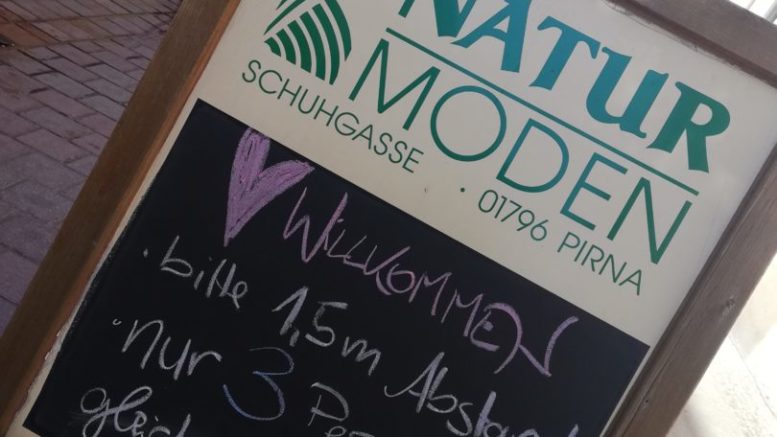 NATUR
MODEN
SCHUHGASSE · 01796 PIRNA
WILLKOMMEN
· bitte 1,5m
· nur 3